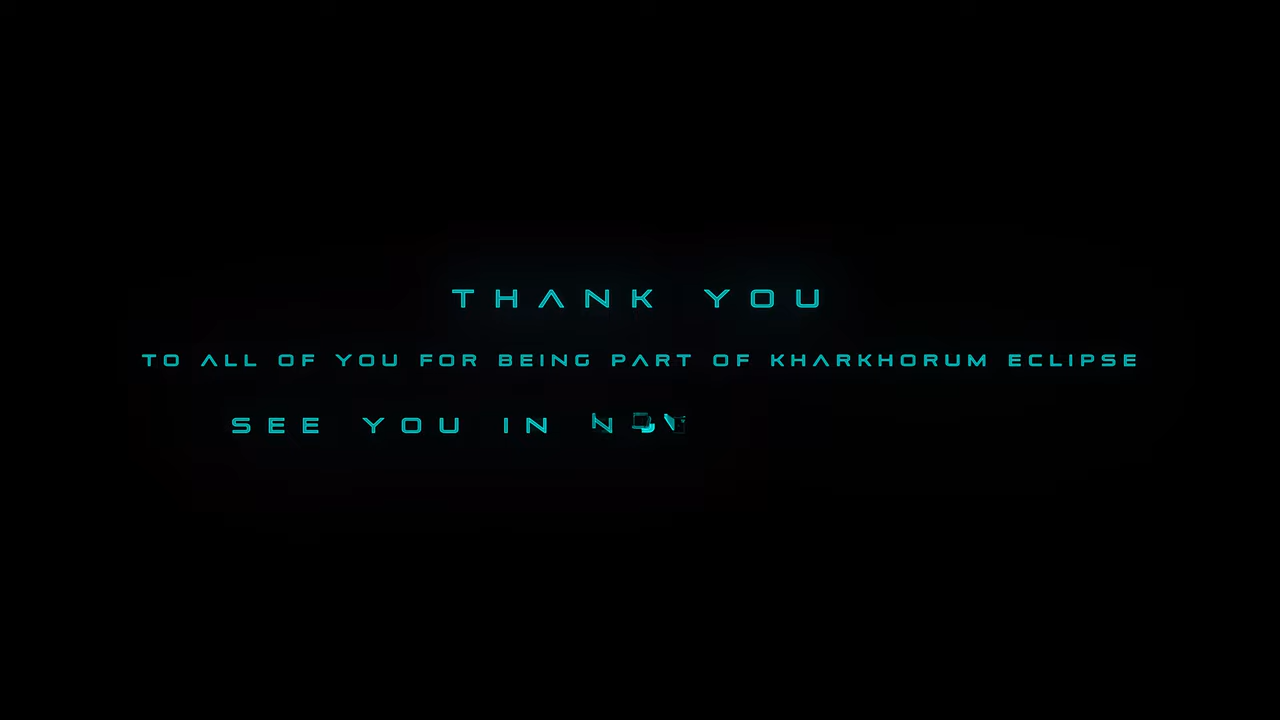 THANK YOU
TO ALL OF YOU FOR BEING PART OF KHARKHORUM ECLIPSE
SEE YOU IN